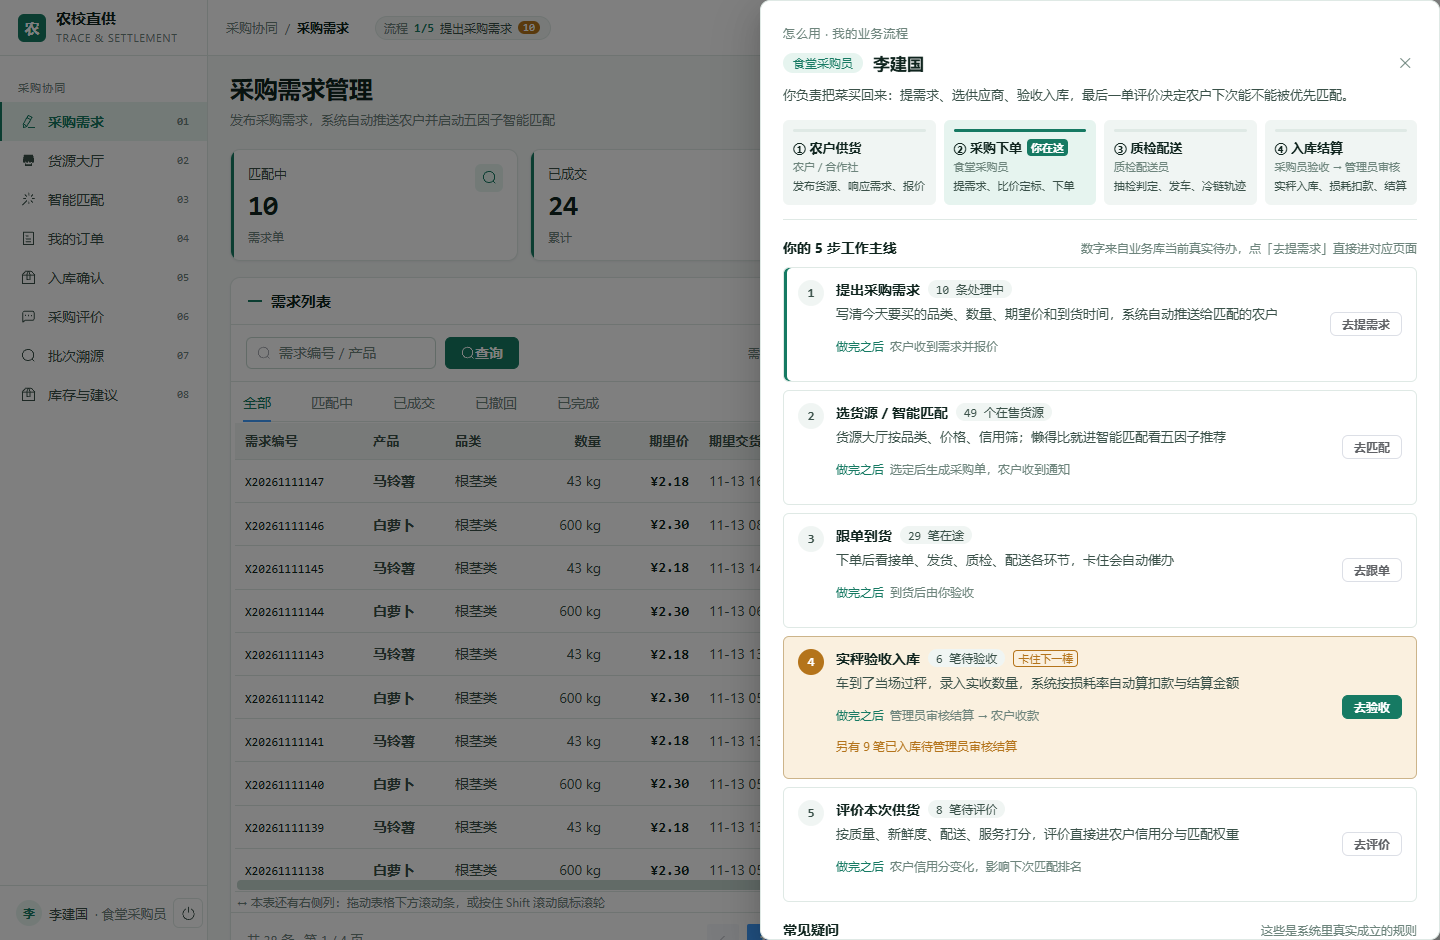 农
农校直供
TRACE & SETTLEMENT
采购协同
采购需求 01
货源大厅 02
智能匹配 03
我的订单 04
入库确认 05
采购评价 06
批次溯源 07
库存与建议 08
李 李建国 · 食堂采购员
采购协同 / 采购需求 流程 1/5 提出采购需求 10
采购需求管理
发布采购需求，系统自动推送农户并启动五因子智能匹配
匹配中
10
需求单
已成交
24
累计
需求列表
需求编号 / 产品 查询
全部 匹配中 已成交 已撤回 已完成
需求编号 产品 品类 数量 期望价 期望交货
X20261111147 马铃薯 根茎类 43 kg ¥2.18 11-13 16
X20261111146 白萝卜 根茎类 600 kg ¥2.30 11-13 08
X20261111145 马铃薯 根茎类 43 kg ¥2.18 11-13 14
X20261111144 白萝卜 根茎类 600 kg ¥2.30 11-13 06
X20261111143 马铃薯 根茎类 43 kg ¥2.18 11-13 13
X20261111142 白萝卜 根茎类 600 kg ¥2.30 11-13 05
X20261111141 马铃薯 根茎类 43 kg ¥2.18 11-13 13
X20261111140 白萝卜 根茎类 600 kg ¥2.30 11-13 05
X20261111139 马铃薯 根茎类 43 kg ¥2.18 11-13 13
X20261111138 白萝卜 根茎类 600 kg ¥2.30 11-13 05
↔ 本表还有右侧列：拖动表格下方滚动条，或按住 Shift 滚动鼠标滚轮
怎么用 · 我的业务流程
食堂采购员 李建国
你负责把菜买回来：提需求、选供应商、验收入库，最后一单评价决定农户下次能不能被优先匹配。
① 农户供货
农户 / 合作社
发布货源、响应需求、报价
② 采购下单 你在这
食堂采购员
提需求、比价定标、下单
③ 质检配送
质检配送员
抽检判定、发车、冷链轨迹
④ 入库结算
采购员验收 → 管理员审核
实秤入库、损耗扣款、结算
你的 5 步工作主线 数字来自业务库当前真实待办，点「去提需求」直接进对应页面
1 提出采购需求 10 条处理中
写清今天要买的品类、数量、期望价和到货时间，系统自动推送给匹配的农户
做完之后 农户收到需求并报价
去提需求
2 选货源 / 智能匹配 49 个在售货源
货源大厅按品类、价格、信用筛；懒得比就进智能匹配看五因子推荐
做完之后 选定后生成采购单，农户收到通知
去匹配
3 跟单到货 29 笔在途
下单后看接单、发货、质检、配送各环节，卡住会自动催办
做完之后 到货后由你验收
去跟单
4 实秤验收入库 6 笔待验收 卡住下一棒
车到了当场过秤，录入实收数量，系统按损耗率自动算扣款与结算金额
做完之后 管理员审核结算 → 农户收款
另有 9 笔已入库待管理员审核结算
去验收
5 评价本次供货 8 笔待评价
按质量、新鲜度、配送、服务打分，评价直接进农户信用分与匹配权重
做完之后 农户信用分变化，影响下次匹配排名
去评价
常见疑问 这些是系统里真实成立的规则